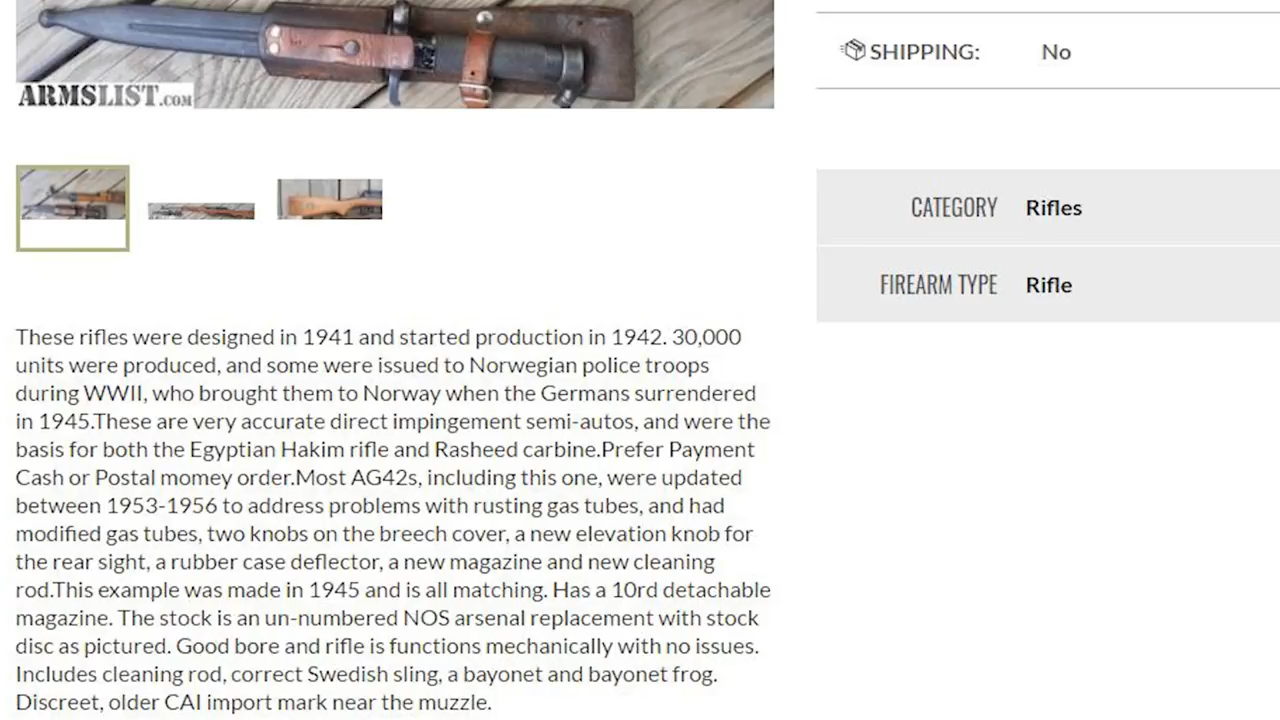 ARMSLIST.COM
SHIPPING: No
CATEGORY Rifles
FIREARM TYPE Rifle
These rifles were designed in 1941 and started production in 1942. 30,000
units were produced, and some were issued to Norwegian police troops
during WWII, who brought them to Norway when the Germans surrendered
in 1945.These are very accurate direct impingement semi-autos, and were the
basis for both the Egyptian Hakim rifle and Rasheed carbine.Prefer Payment
Cash or Postal momey order.Most AG42s, including this one, were updated
between 1953-1956 to address problems with rusting gas tubes, and had
modified gas tubes, two knobs on the breech cover, a new elevation knob for
the rear sight, a rubber case deflector, a new magazine and new cleaning
rod.This example was made in 1945 and is all matching. Has a 10rd detachable
magazine. The stock is an un-numbered NOS arsenal replacement with stock
disc as pictured. Good bore and rifle is functions mechanically with no issues.
Includes cleaning rod, correct Swedish sling, a bayonet and bayonet frog.
Discreet, older CAI import mark near the muzzle.